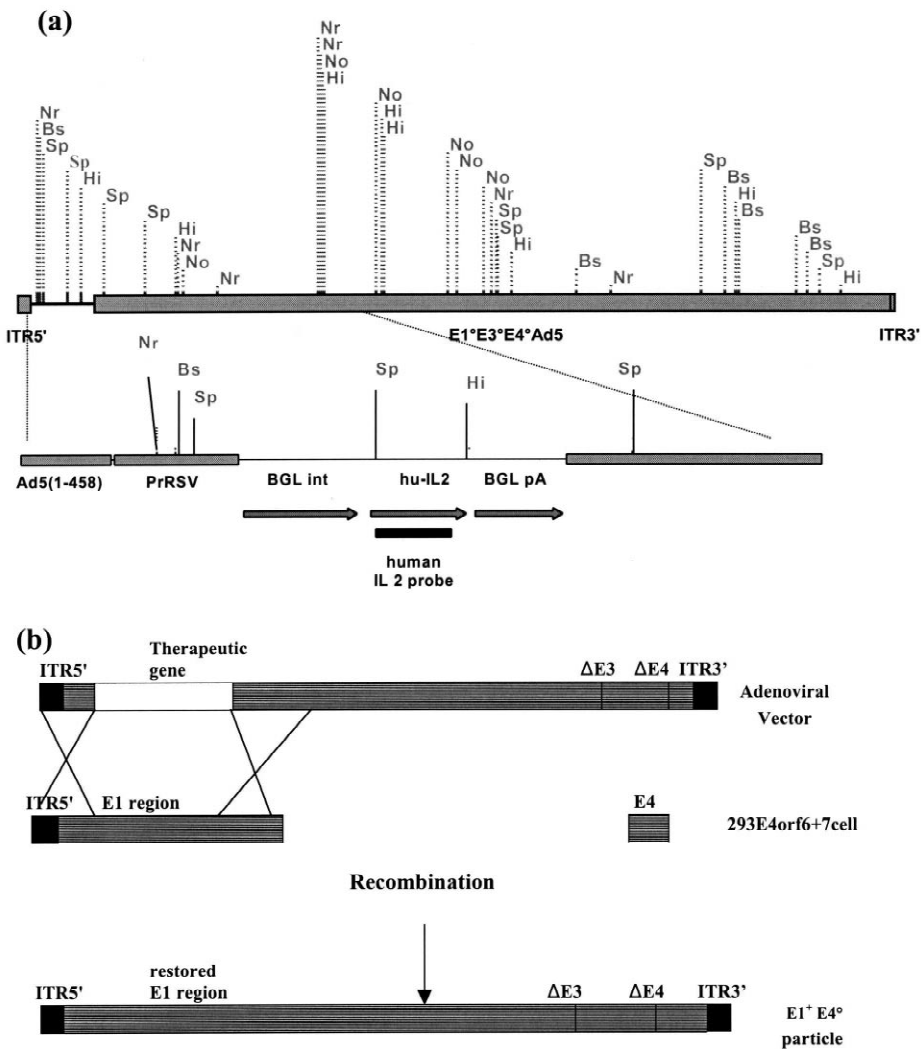 (a)
Nr
Nr
No
Hi
No
Hi
Hi
Nr
Bs
Sp
Sp
Hi
Sp
Sp
Hi
Nr
No
Nr
No
No
No
Nr
Sp
Sp
Hi
Bs
Nr
Sp
Bs
Hi
Bs
Bs
Bs
Sp
Hi
ITR5'
E1°E3°E4°Ad5
ITR3'
Nr
Bs
Sp
Sp
Hi
Sp
Ad5(1-458)
PrRSV
BGL int
hu-IL2
BGL pA
human
IL 2 probe
(b)
Therapeutic
gene
ITR5'
ΔE3
ΔE4
ITR3'
Adenoviral
Vector
ITR5'
E1 region
E4
293E4orf6+7cell
Recombination
restored
E1 region
ITR5'
ΔE3
ΔE4
ITR3'
E1⁺ E4°
particle